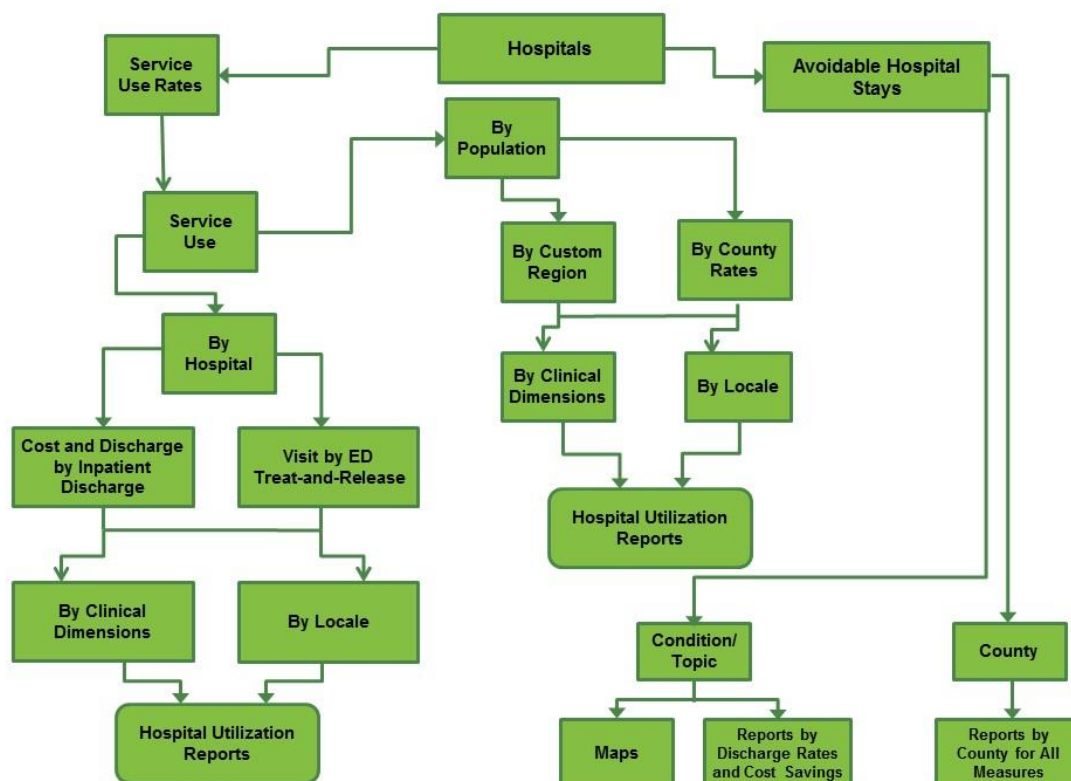 Hospitals
Service
Use Rates
Avoidable Hospital
Stays
By
Population
Service
Use
By Custom
Region
By County
Rates
By
Hospital
By Clinical
Dimensions
By Locale
Cost and Discharge
by Inpatient
Discharge
Visit by ED
Treat-and-Release
Hospital Utilization
Reports
By Clinical
Dimensions
By Locale
Condition/
Topic
County
Hospital Utilization
Reports
Maps
Reports by
Discharge Rates
and Cost Savings
Reports by
County for All
Measures